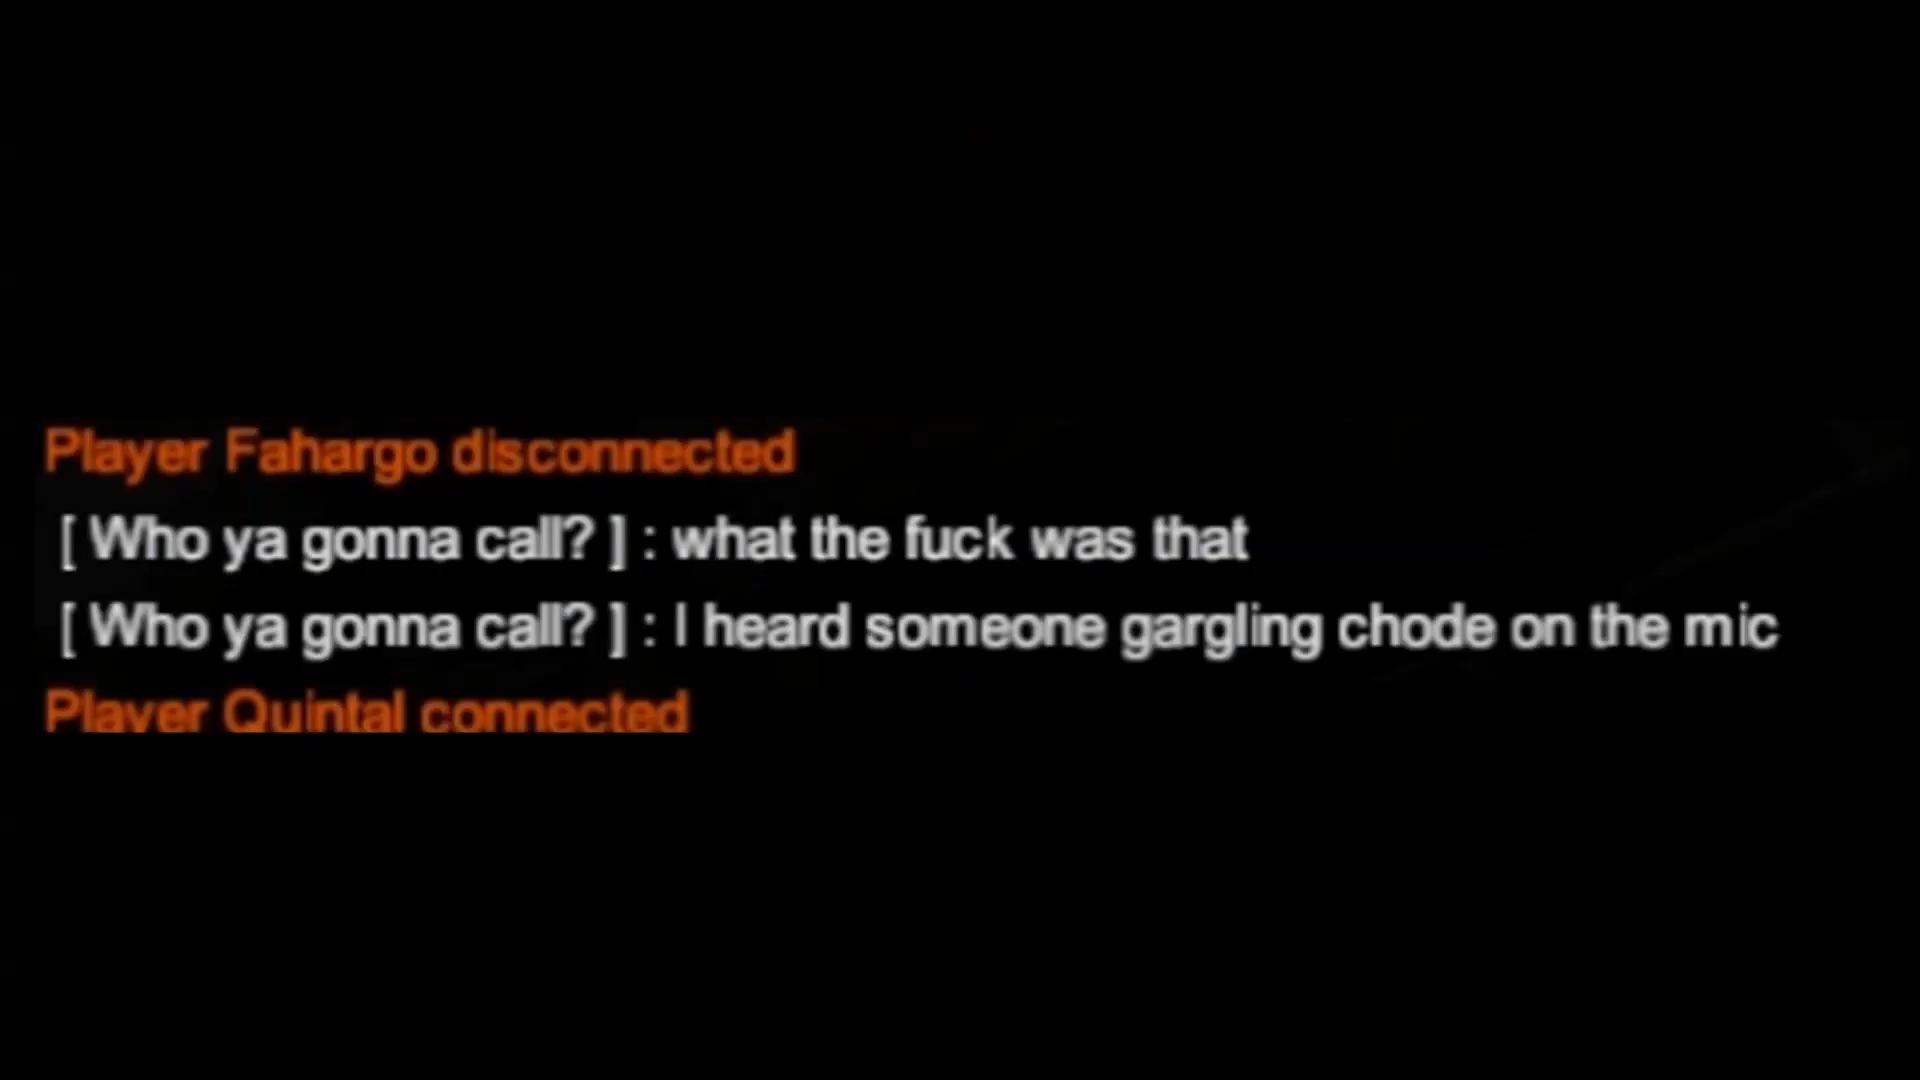 Player Fahargo disconnected
[ Who ya gonna call? ] : what the fuck was that
[ Who ya gonna call? ] : I heard someone gargling chode on the mic
Player Quintal connected